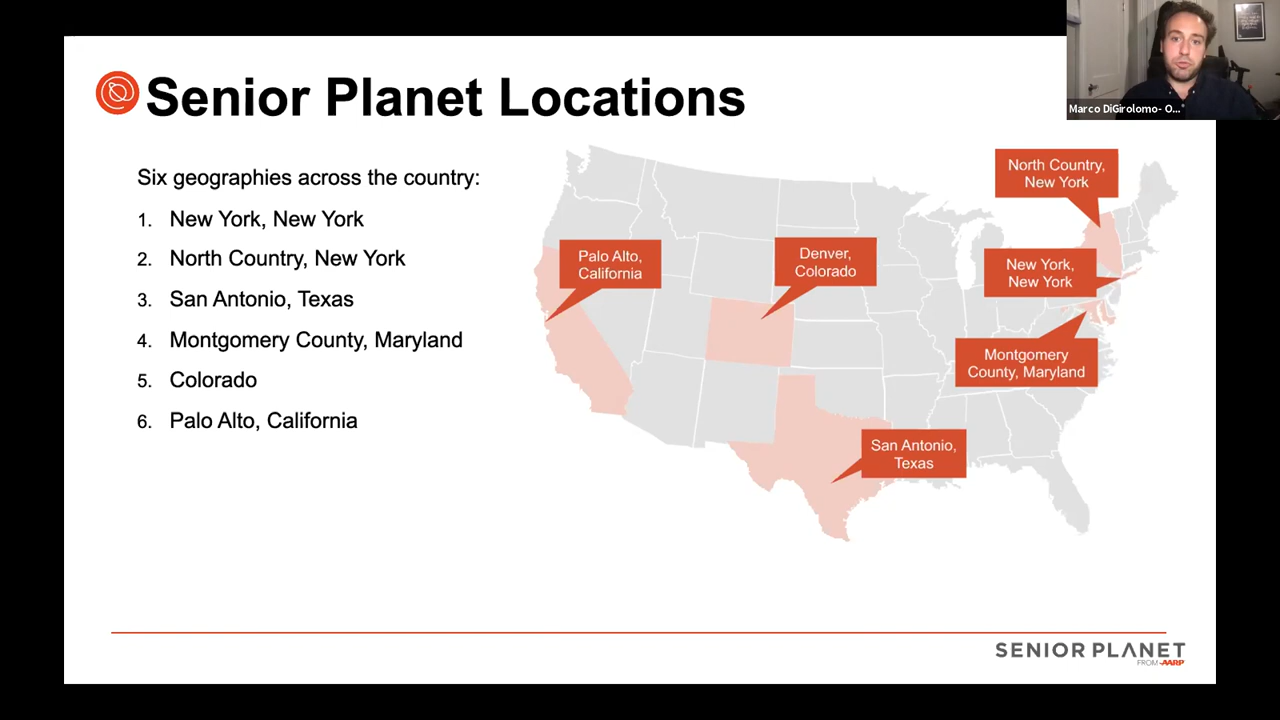 Senior Planet Locations
Six geographies across the country:
1. New York, New York
2. North Country, New York
3. San Antonio, Texas
4. Montgomery County, Maryland
5. Colorado
6. Palo Alto, California
North Country,
New York
Palo Alto,
California
Denver,
Colorado
New York,
New York
Montgomery
County, Maryland
San Antonio,
Texas
SENIOR PLANET
FROM AARP
Marco DiGirolomo- O...